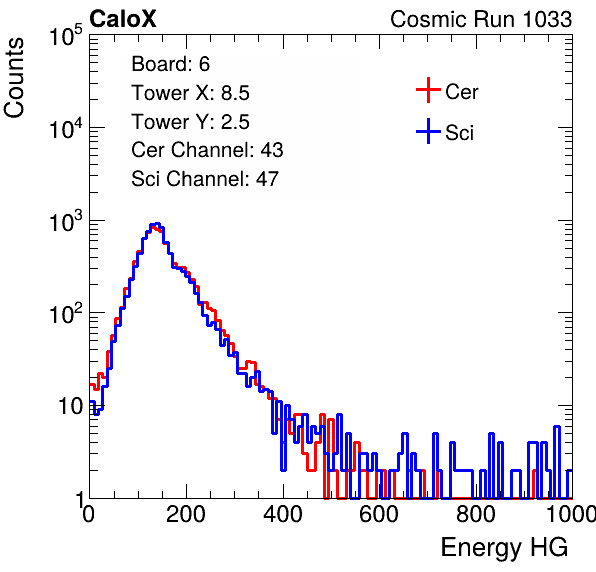 CaloX Cosmic Run 1033
Counts
10^5
10^4
10^3
10^2
10
1
Board: 6
Tower X: 8.5
Tower Y: 2.5
Cer Channel: 43
Sci Channel: 47
Cer
Sci
0 200 400 600 800 1000
Energy HG